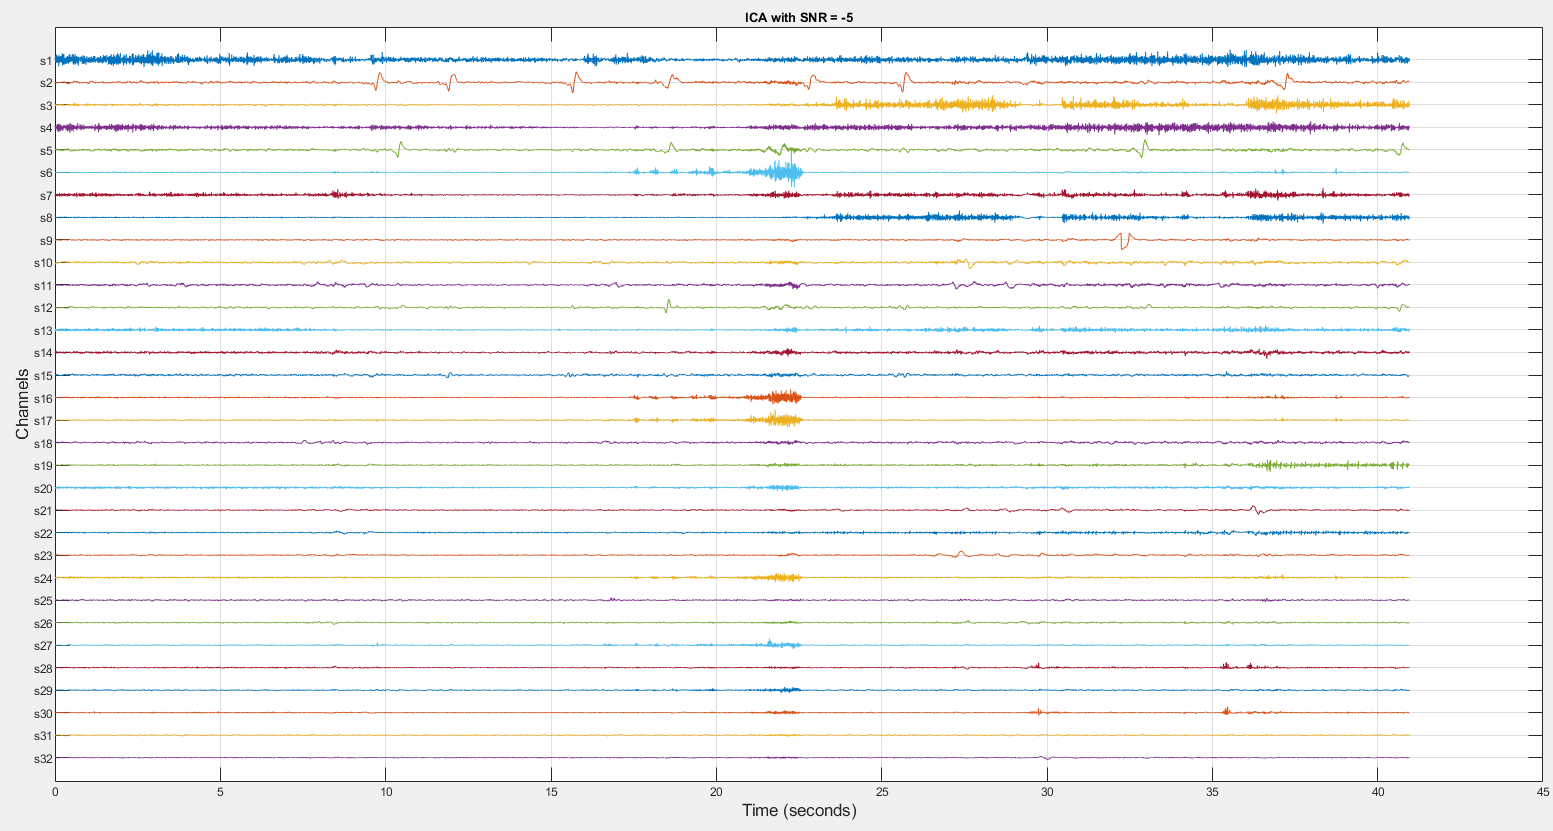 ICA with SNR = -5
s1
s2
s3
s4
s5
s6
s7
s8
s9
s10
s11
s12
s13
s14
s15
s16
s17
s18
s19
s20
s21
s22
s23
s24
s25
s26
s27
s28
s29
s30
s31
s32
Channels
0 5 10 15 20 25 30 35 40 45
Time (seconds)